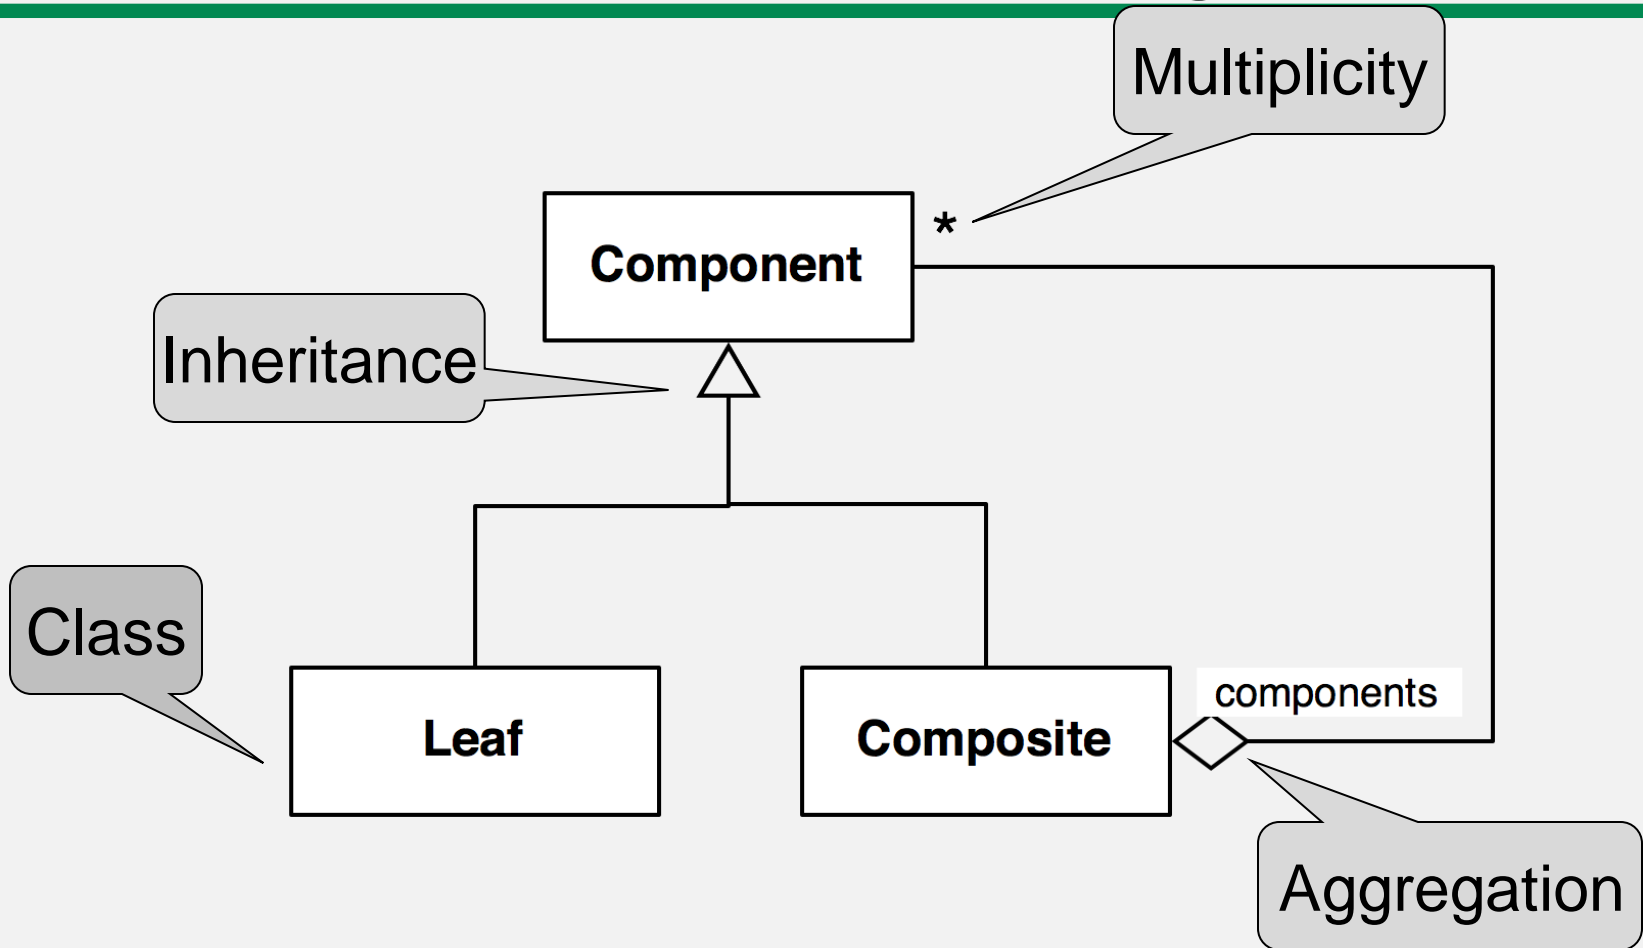 Multiplicity
*
Component
Inheritance
Class
components
Leaf
Composite
Aggregation